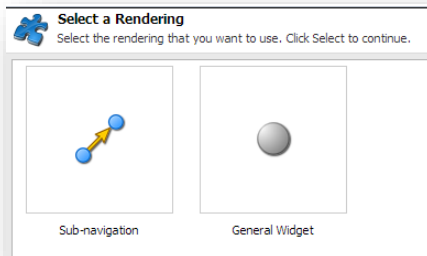 Select a Rendering
Select the rendering that you want to use. Click Select to continue.
Sub-navigation
General Widget